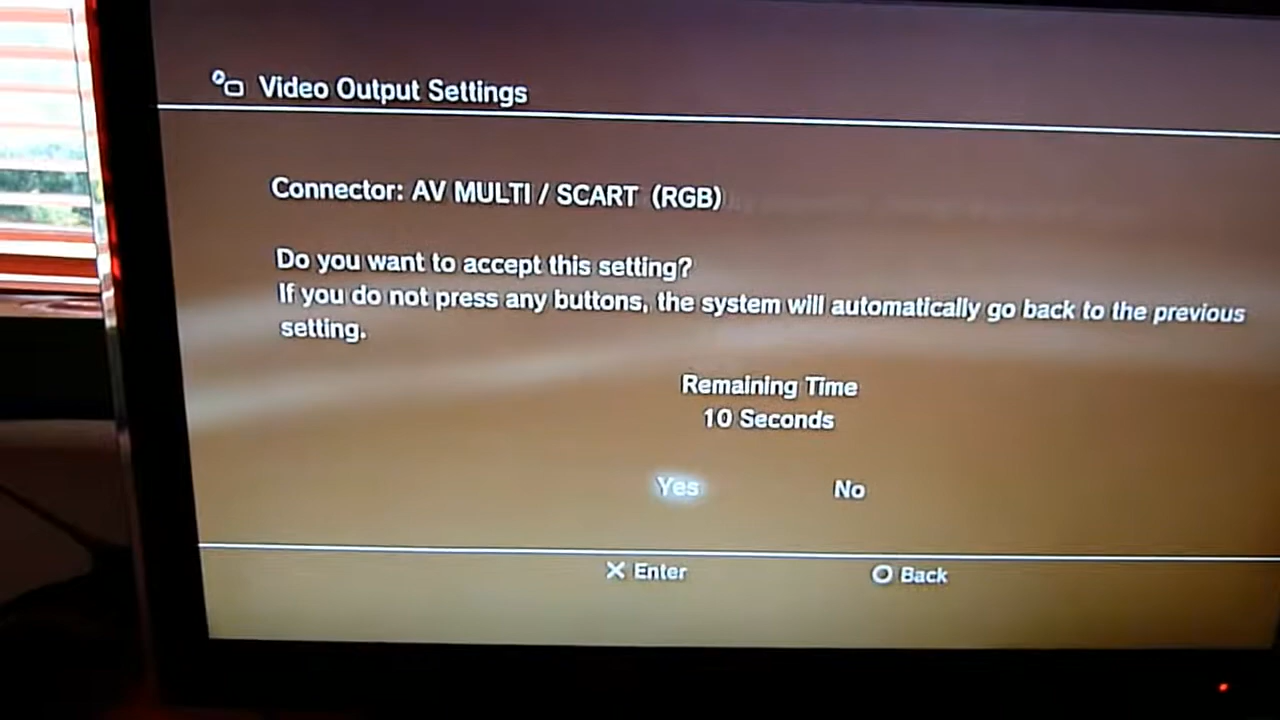 Video Output Settings
Connector: AV MULTI / SCART (RGB)
Do you want to accept this setting?
If you do not press any buttons, the system will automatically go back to the previous
setting.
Remaining Time
10 Seconds
Yes No
X Enter O Back